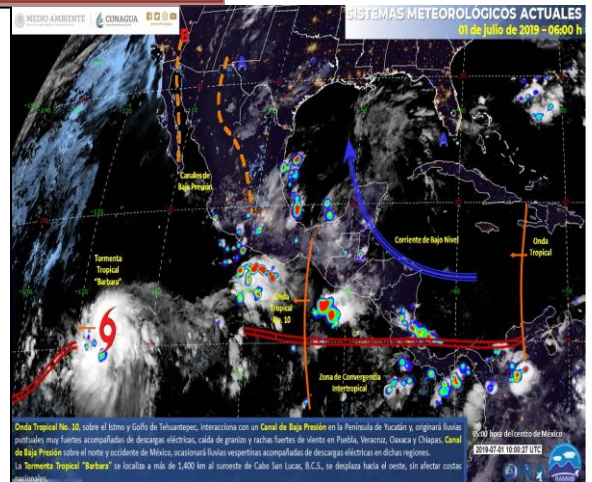 MEDIO AMBIENTE
CONAGUA
SISTEMAS METEOROLÓGICOS ACTUALES
01 de julio de 2019 - 06:00 h
B
A
A
Canales de
Baja Presión
Corriente de Bajo Nivel
Onda
Tropical
Tormenta
Tropical
"Barbara"
Onda
Tropical
No. 10
Zona de Convergencia
Intertropical
Onda Tropical No. 10, sobre el Istmo y Golfo de Tehuantepec, interacciona con un Canal de Baja Presión en la Península de Yucatán y, originará lluvias
puntuales muy fuertes acompañadas de descargas eléctricas, caída de granizo y rachas fuertes de viento en Puebla, Veracruz, Oaxaca y Chiapas. Canal
de Baja Presión sobre el norte y occidente de México, ocasionará lluvias vespertinas acompañadas de descargas eléctricas en dichas regiones.
La Tormenta Tropical "Barbara" se localiza a más de 1,400 km al suroeste de Cabo San Lucas, B.C.S., se desplaza hacia el oeste, sin afectar costas
nacionales.
05:00 hora del centro de México
2019-07-01 10:00:27 UTC
RAMMB